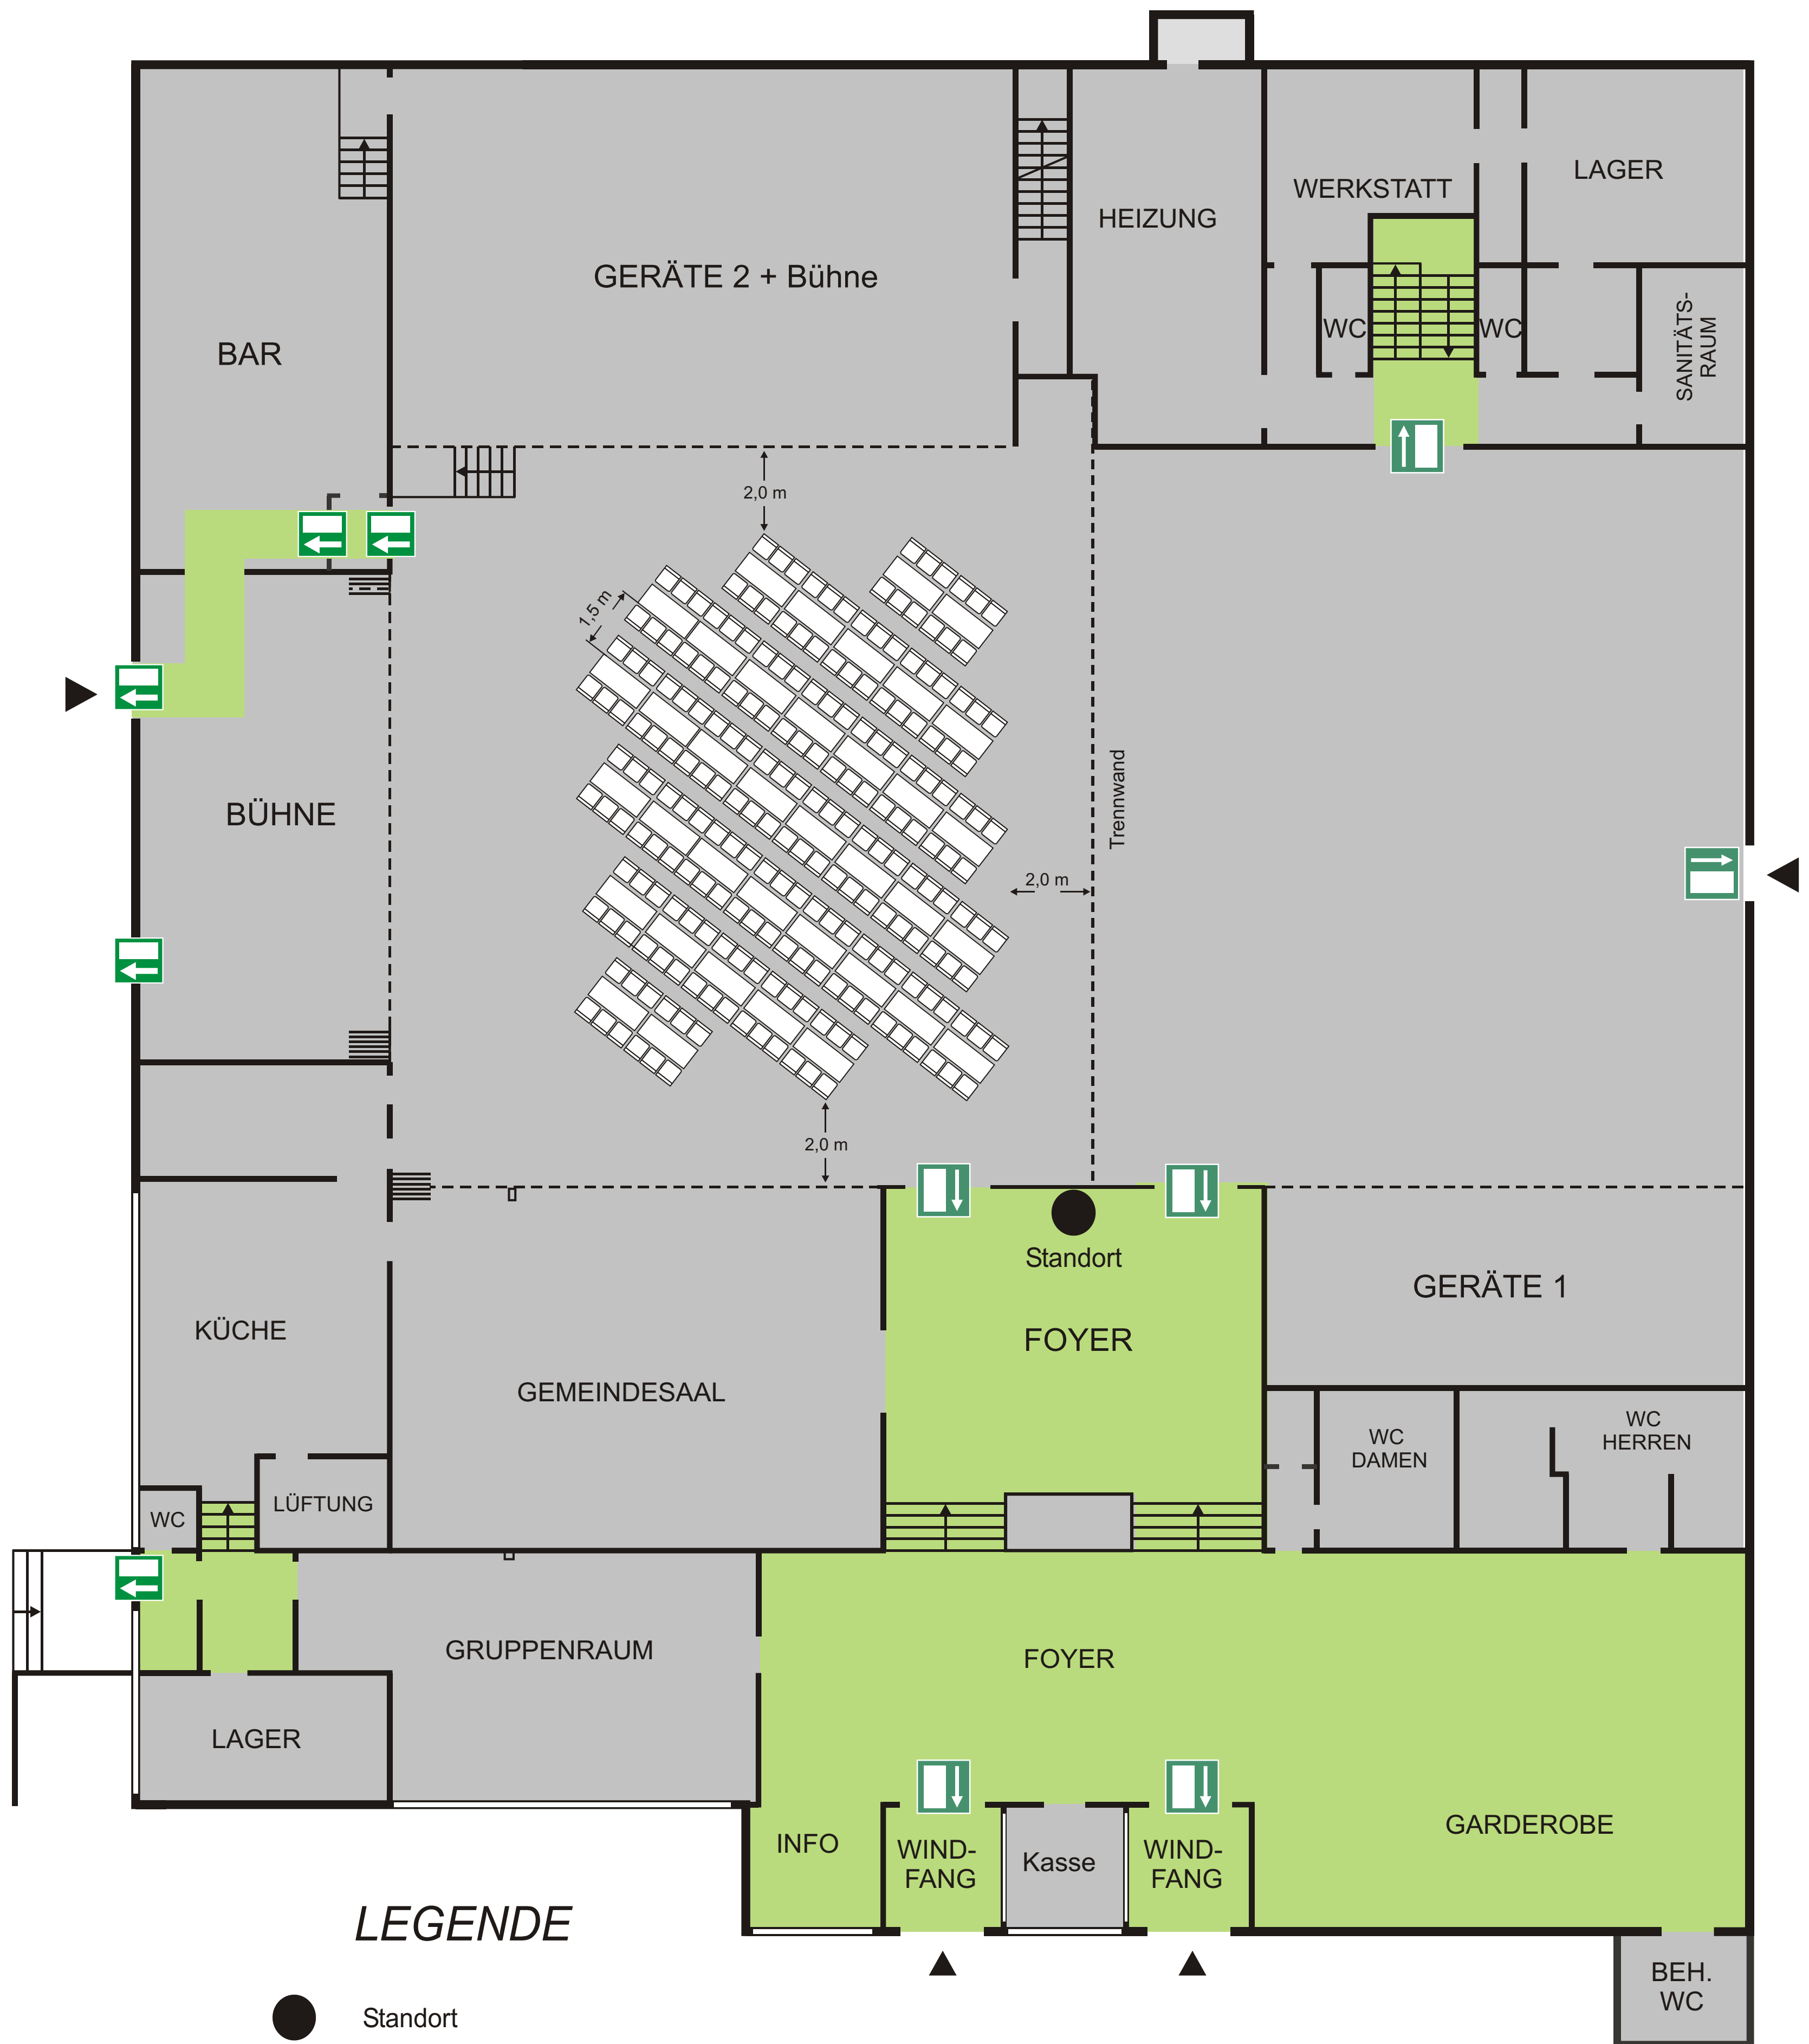 LAGER
WERKSTATT
HEIZUNG
GERÄTE 2 + Bühne
WC
WC
SANITÄTS-
RAUM
BAR
2,0 m
1,5 m
BÜHNE
Trennwand
2,0 m
2,0 m
Standort
GERÄTE 1
KÜCHE
FOYER
GEMEINDESAAL
WC
DAMEN
WC
HERREN
LÜFTUNG
WC
GRUPPENRAUM
FOYER
LAGER
GARDEROBE
INFO
WIND-
FANG
Kasse
WIND-
FANG
LEGENDE
BEH.
WC
Standort